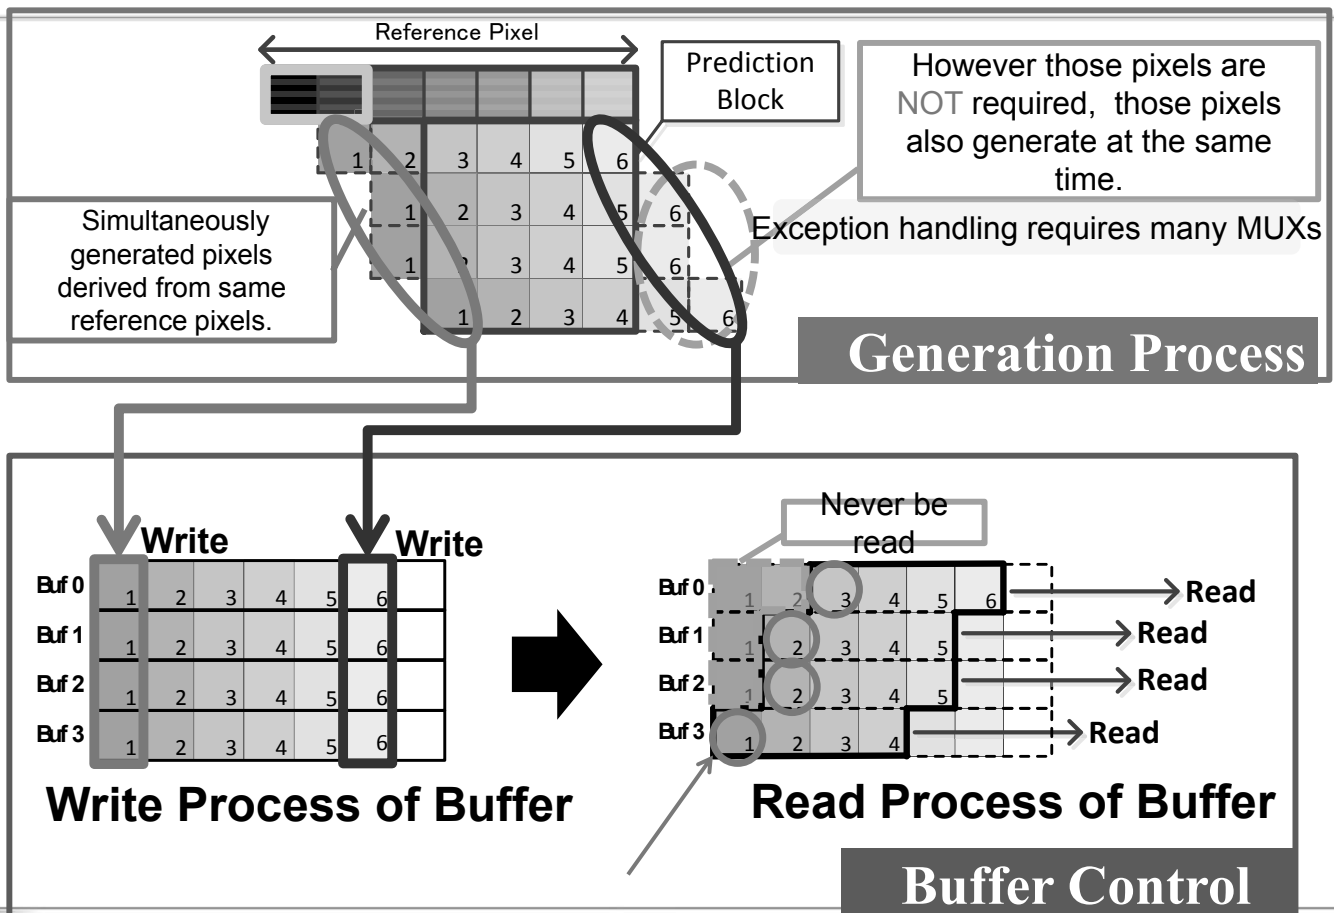 Reference Pixel
Prediction
Block
However those pixels are
NOT required, those pixels
also generate at the same
time.
1 2 3 4 5 6
1 2 3 4 5 6
1 2 3 4 5 6
1 2 3 4 5 6
Simultaneously
generated pixels
derived from same
reference pixels.
Exception handling requires many MUXs
Generation Process
Write
Write
Buf 0 1 2 3 4 5 6
Buf 1 1 2 3 4 5 6
Buf 2 1 2 3 4 5 6
Buf 3 1 2 3 4 5 6
Write Process of Buffer
Never be
read
Buf 0 1 2 3 4 5 6 Read
Buf 1 1 2 3 4 5 Read
Buf 2 1 2 3 4 5 Read
Buf 3 1 2 3 4 Read
Read Process of Buffer
Buffer Control